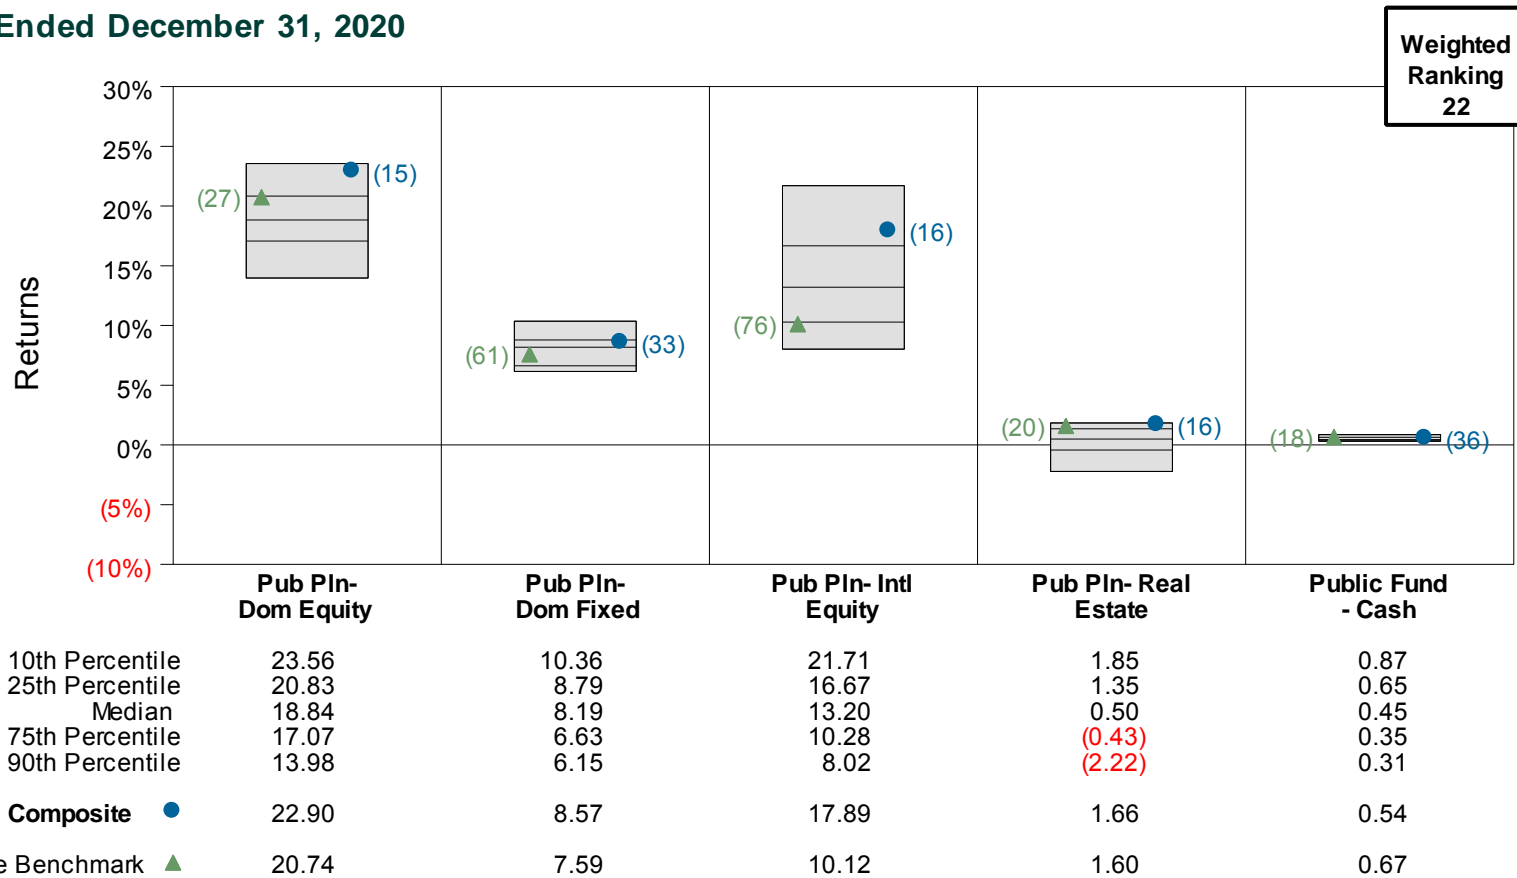 Ended December 31, 2020
Weighted
Ranking
22
Returns
30%
25%
20%
15%
10%
5%
0%
(5%)
(10%)
(27)
(15)
(61)
(33)
(76)
(16)
(20)
(16)
(18)
(36)
Pub Pln-
Dom Equity
Pub Pln-
Dom Fixed
Pub Pln- Intl
Equity
Pub Pln- Real
Estate
Public Fund
- Cash
10th Percentile 23.56 10.36 21.71 1.85 0.87
25th Percentile 20.83 8.79 16.67 1.35 0.65
Median 18.84 8.19 13.20 0.50 0.45
75th Percentile 17.07 6.63 10.28 (0.43) 0.35
90th Percentile 13.98 6.15 8.02 (2.22) 0.31
Composite 22.90 8.57 17.89 1.66 0.54
e Benchmark 20.74 7.59 10.12 1.60 0.67